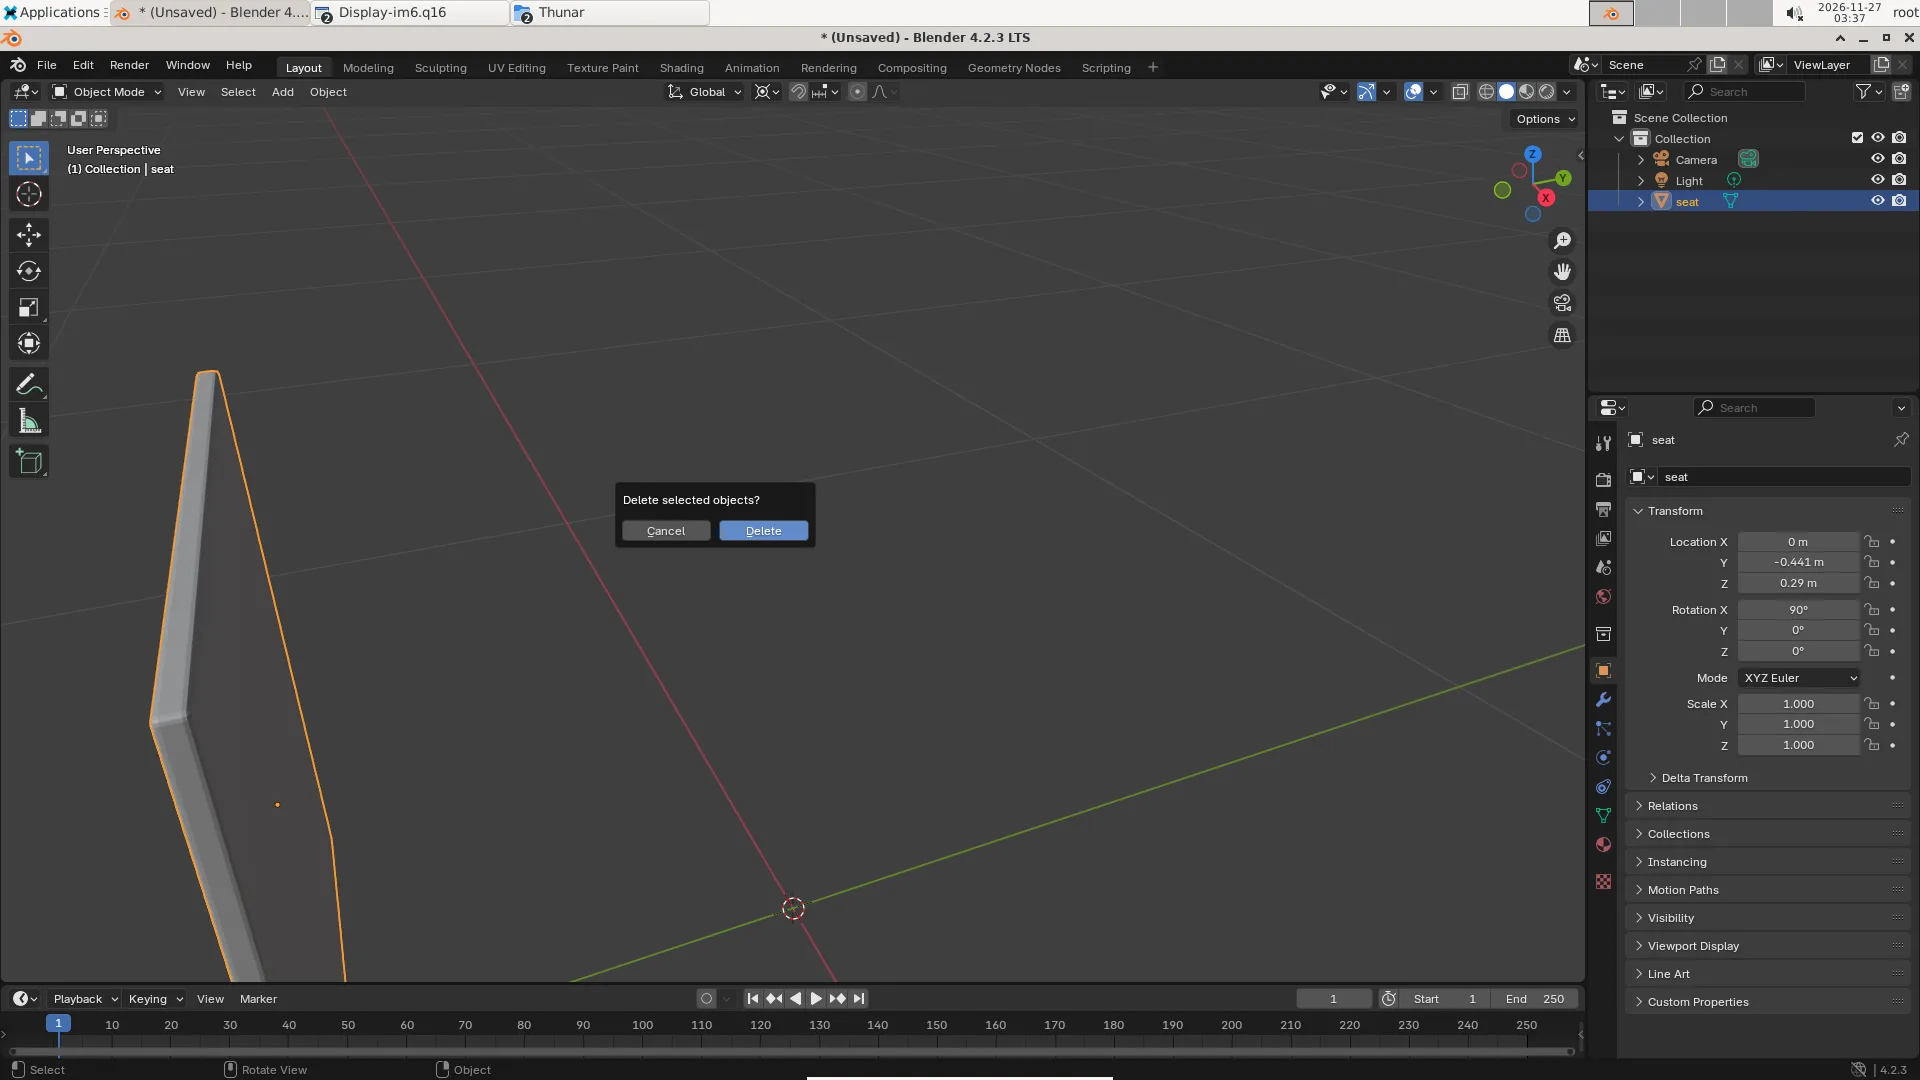 Applications
* (Unsaved) - Blender 4....
2
Display-im6.q16
2
Thunar
2026-11-27
03:37
root
* (Unsaved) - Blender 4.2.3 LTS
File Edit Render Window Help
Layout Modeling Sculpting UV Editing Texture Paint Shading Animation Rendering Compositing Geometry Nodes Scripting
Scene
ViewLayer
Object Mode View Select Add Object
Global
Search
Options
User Perspective
(1) Collection | seat
Z
Y
X
Scene Collection
Collection
Camera
Light
seat
Delete selected objects?
Cancel Delete
Search
seat
seat
Transform
Location X 0 m
Y -0.441 m
Z 0.29 m
Rotation X 90°
Y 0°
Z 0°
Mode XYZ Euler
Scale X 1.000
Y 1.000
Z 1.000
Delta Transform
Relations
Collections
Instancing
Motion Paths
Visibility
Viewport Display
Line Art
Custom Properties
Playback Keying View Marker
1
Start 1
End 250
1 10 20 30 40 50 60 70 80 90 100 110 120 130 140 150 160 170 180 190 200 210 220 230 240 250
Select
Rotate View
Object
4.2.3